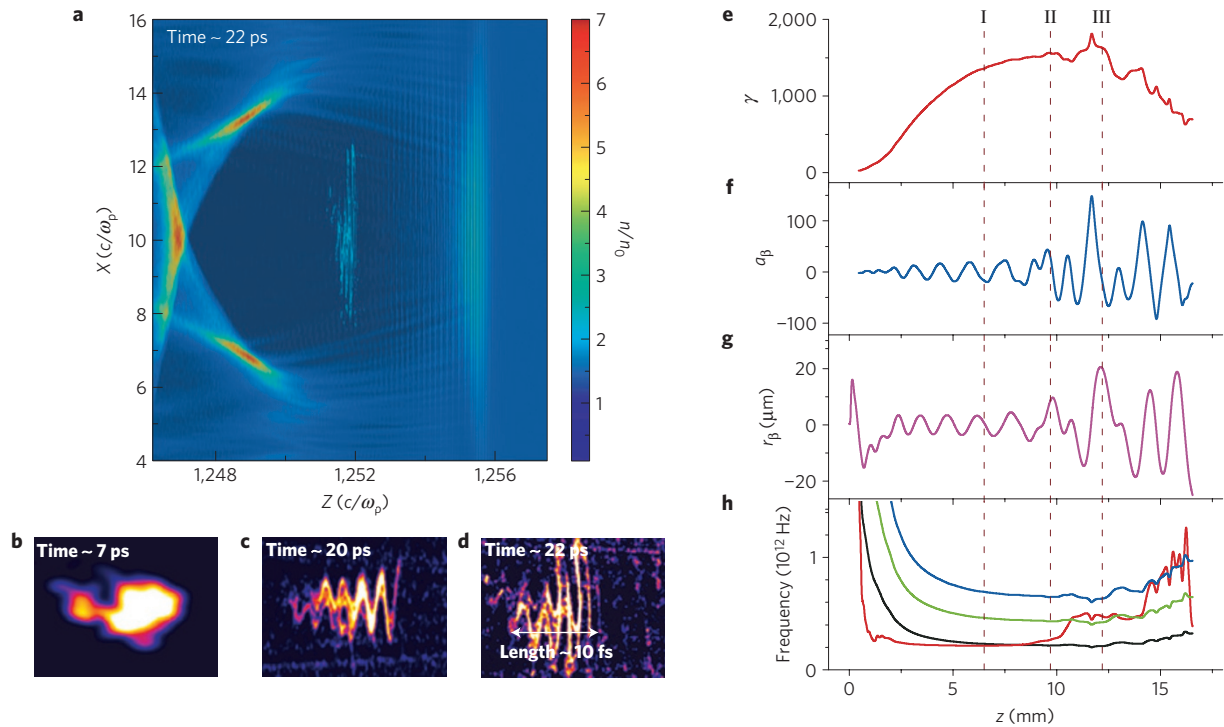 a
Time ~ 22 ps
16
14
12
10
8
6
4
X (c/ωp)
1,248
1,252
1,256
Z (c/ωp)
7
6
5
4
3
2
1
n/n0
b
Time ~ 7 ps
c
Time ~ 20 ps
d
Time ~ 22 ps
Length ~ 10 fs
e
I
II
III
2,000
1,000
0
γ
f
100
0
−100
aβ
g
20
0
−20
rβ (μm)
h
1
0
Frequency (10¹² Hz)
0
5
10
15
z (mm)